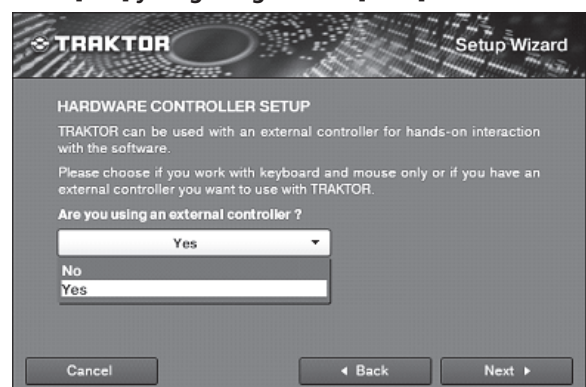 TRAKTOR
Setup Wizard
HARDWARE CONTROLLER SETUP
TRAKTOR can be used with an external controller for hands-on interaction
with the software.
Please choose if you work with keyboard and mouse only or if you have an
external controller you want to use with TRAKTOR.
Are you using an external controller ?
Yes
No
Yes
Cancel
Back
Next